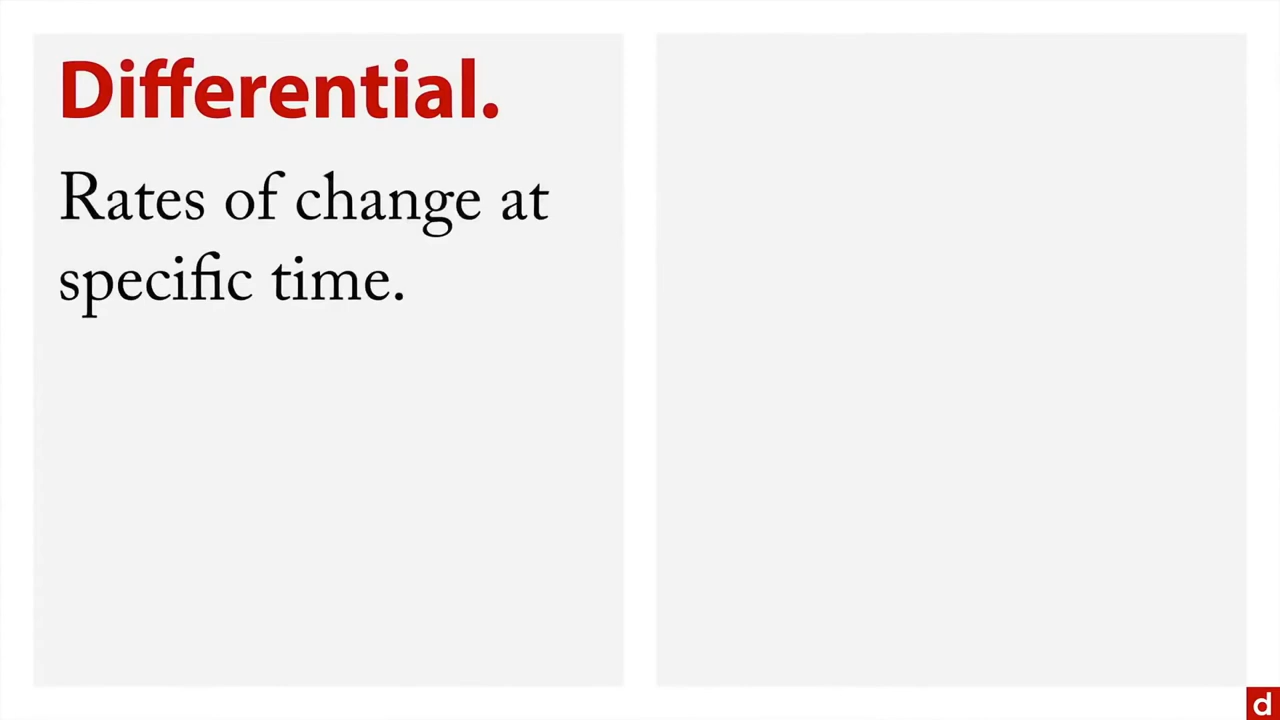 Differential.
Rates of change at
specific time.
d